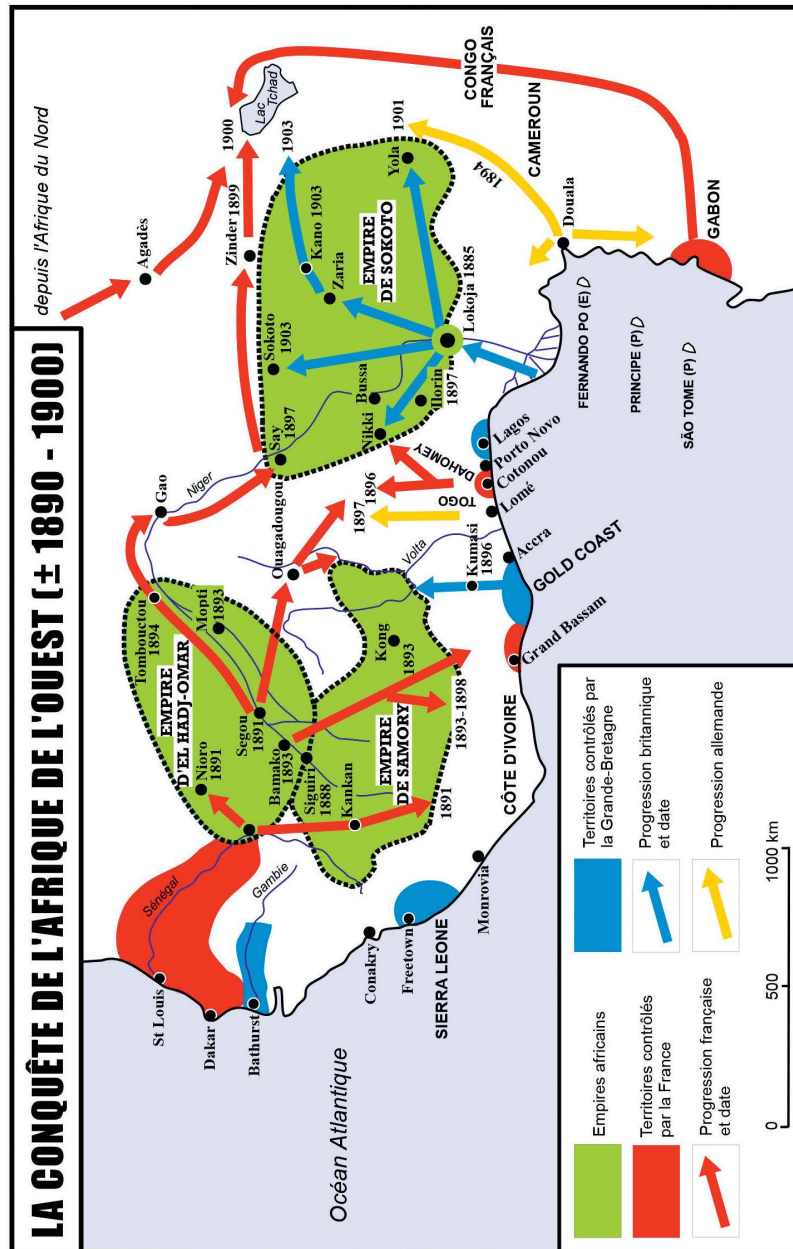 LA CONQUÊTE DE L'AFRIQUE DE L'OUEST (± 1890 - 1900)
depuis l'Afrique du Nord
Agadès
1900
Lac
Tchad
Zinder 1899
1903
CONGO
FRANÇAIS
1901
CAMEROUN
1894
Douala
GABON
Tombouctou
1894
Gao
Niger
Say
1897
Sokoto
1903
Kano 1903
Zaria
EMPIRE
DE SOKOTO
Yola
Lokoja 1885
Bussa
Nikki
Ilorin
1897
EMPIRE
D'EL HADJ-OMAR
Mopti
1893
Nioro
1891
Segou
1891
Bamako
1893
Siguiri
1888
Ouagadougou
1897
1896
Volta
TOGO
DAHOMEY
Kumasi
1896
Lagos
Porto Novo
Cotonou
Lomé
Accra
GOLD COAST
Grand Bassam
Kong
1893
EMPIRE
DE SAMORY
Kankan
1893-1898
1891
CÔTE D'IVOIRE
Sénégal
Gambie
St Louis
Dakar
Bathurst
Conakry
Freetown
SIERRA LEONE
Monrovia
Océan Atlantique
FERNANDO PO (E)
PRINCIPE (P)
SÃO TOME (P)
Empires africains
Territoires contrôlés
par la France
Progression française
et date
Territoires contrôlés par
la Grande-Bretagne
Progression britannique
et date
Progression allemande
0
500
1000 km